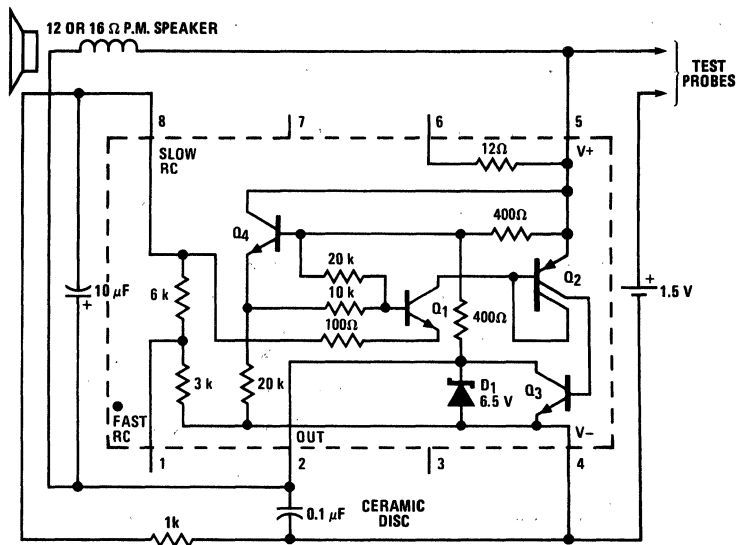 12 OR 16 Ω P.M. SPEAKER
TEST
PROBES
8
7
6
5
SLOW
RC
12Ω
V+
400Ω
Q4
20 k
Q2
10 μF
+
6 k
10 k
Q1
400Ω
+
1.5 V
100Ω
3 k
20 k
D1
6.5 V
Q3
FAST
RC
OUT
V−
1
2
3
4
0.1 μF
CERAMIC
DISC
1k